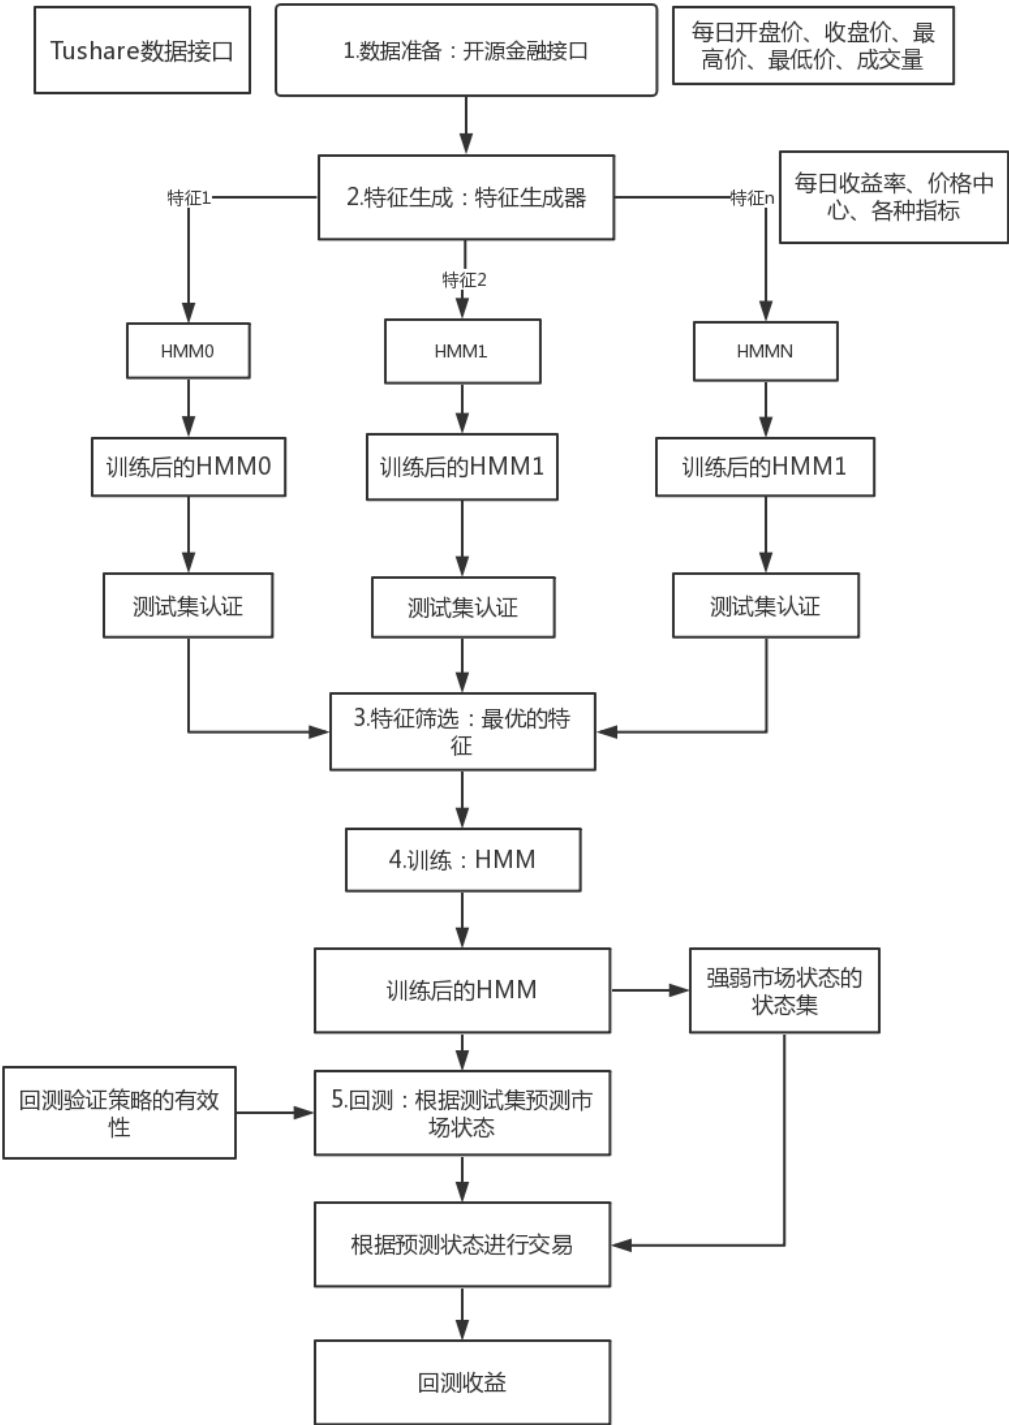 Tushare数据接口
1.数据准备：开源金融接口
每日开盘价、收盘价、最
高价、最低价、成交量
2.特征生成：特征生成器
每日收益率、价格中
心、各种指标
特征1
特征2
特征n
HMM0
HMM1
HMMN
训练后的HMM0
训练后的HMM1
训练后的HMM1
测试集认证
测试集认证
测试集认证
3.特征筛选：最优的特
征
4.训练：HMM
训练后的HMM
强弱市场状态的
状态集
回测验证策略的有效
性
5.回测：根据测试集预测市
场状态
根据预测状态进行交易
回测收益